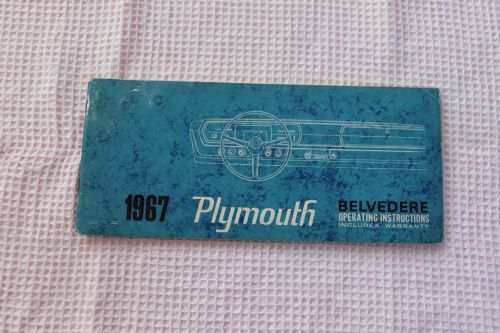 1967 Plymouth
BELVEDERE
OPERATING INSTRUCTIONS
INCLUDES WARRANTY